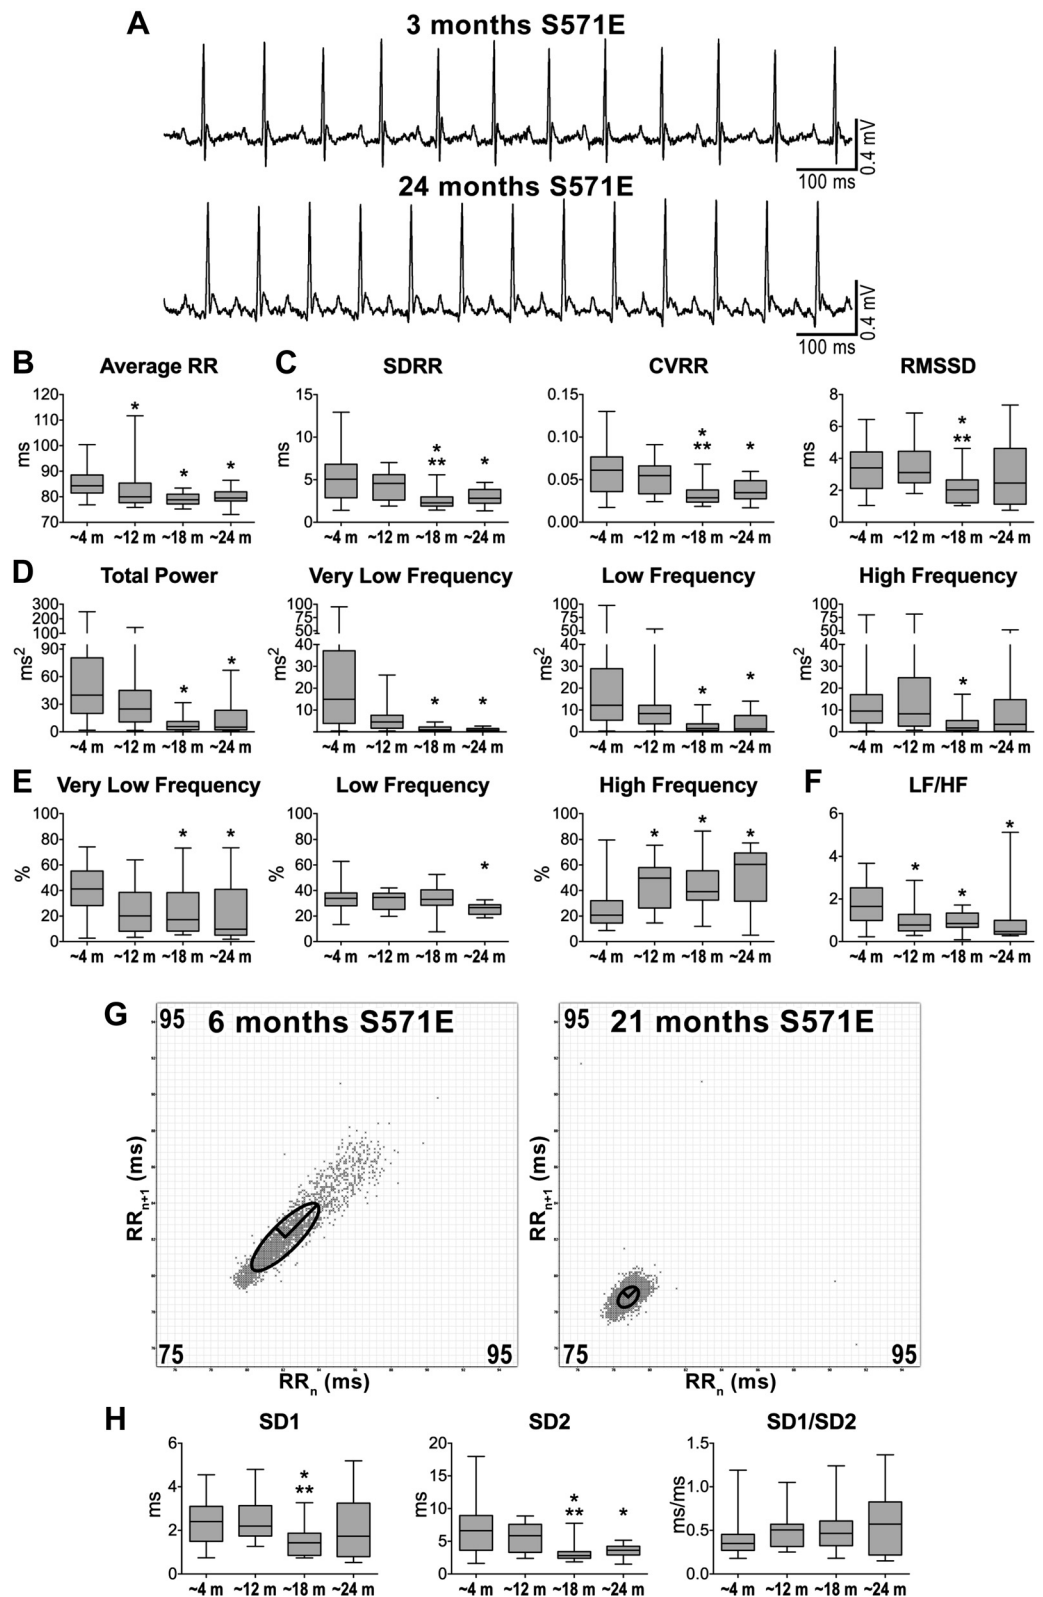 A
3 months S571E
0.4 mV
100 ms
24 months S571E
0.4 mV
100 ms
B Average RR C SDRR CVRR RMSSD
ms
120
110
100
90
80
70
~4 m ~12 m ~18 m ~24 m
* * *
ms
15
10
5
0
~4 m ~12 m ~18 m ~24 m
* ** *
0.15
0.10
0.05
0.00
~4 m ~12 m ~18 m ~24 m
* ** *
ms
8
6
4
2
0
~4 m ~12 m ~18 m ~24 m
* **
D Total Power Very Low Frequency Low Frequency High Frequency
ms2
300
200
100
90
60
30
0
~4 m ~12 m ~18 m ~24 m
* *
ms2
100
75
50
40
30
20
10
~4 m ~12 m ~18 m ~24 m
* *
ms2
100
75
50
40
30
20
10
0
~4 m ~12 m ~18 m ~24 m
* *
ms2
100
75
50
40
30
20
10
0
~4 m ~12 m ~18 m ~24 m
*
E Very Low Frequency Low Frequency High Frequency F LF/HF
%
100
80
60
40
20
0
~4 m ~12 m ~18 m ~24 m
* *
%
100
80
60
40
20
0
~4 m ~12 m ~18 m ~24 m
*
%
100
80
60
40
20
0
~4 m ~12 m ~18 m ~24 m
* * *
6
4
2
0
~4 m ~12 m ~18 m ~24 m
* * *
G
95 6 months S571E
RRn+1 (ms)
75 95
RRn (ms)
95 21 months S571E
RRn+1 (ms)
75 95
RRn (ms)
H SD1 SD2 SD1/SD2
ms
6
4
2
0
~4 m ~12 m ~18 m ~24 m
* **
ms
20
15
10
5
0
~4 m ~12 m ~18 m ~24 m
* ** *
ms/ms
1.5
1.0
0.5
0.0
~4 m ~12 m ~18 m ~24 m